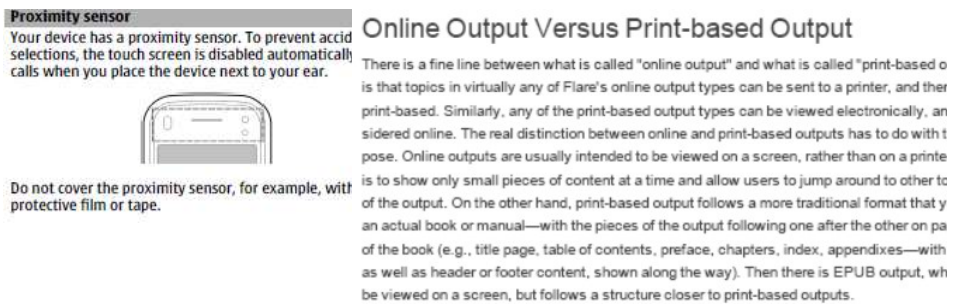 Proximity sensor
Your device has a proximity sensor. To prevent accid
selections, the touch screen is disabled automatically
calls when you place the device next to your ear.
Do not cover the proximity sensor, for example, with
protective film or tape.
Online Output Versus Print-based Output
There is a fine line between what is called "online output" and what is called "print-based o
is that topics in virtually any of Flare's online output types can be sent to a printer, and ther
print-based. Similarly, any of the print-based output types can be viewed electronically, an
sidered online. The real distinction between online and print-based outputs has to do with t
pose. Online outputs are usually intended to be viewed on a screen, rather than on a printe
is to show only small pieces of content at a time and allow users to jump around to other to
of the output. On the other hand, print-based output follows a more traditional format that y
an actual book or manual—with the pieces of the output following one after the other on pa
of the book (e.g., title page, table of contents, preface, chapters, index, appendixes—with
as well as header or footer content, shown along the way). Then there is EPUB output, wh
be viewed on a screen, but follows a structure closer to print-based outputs.